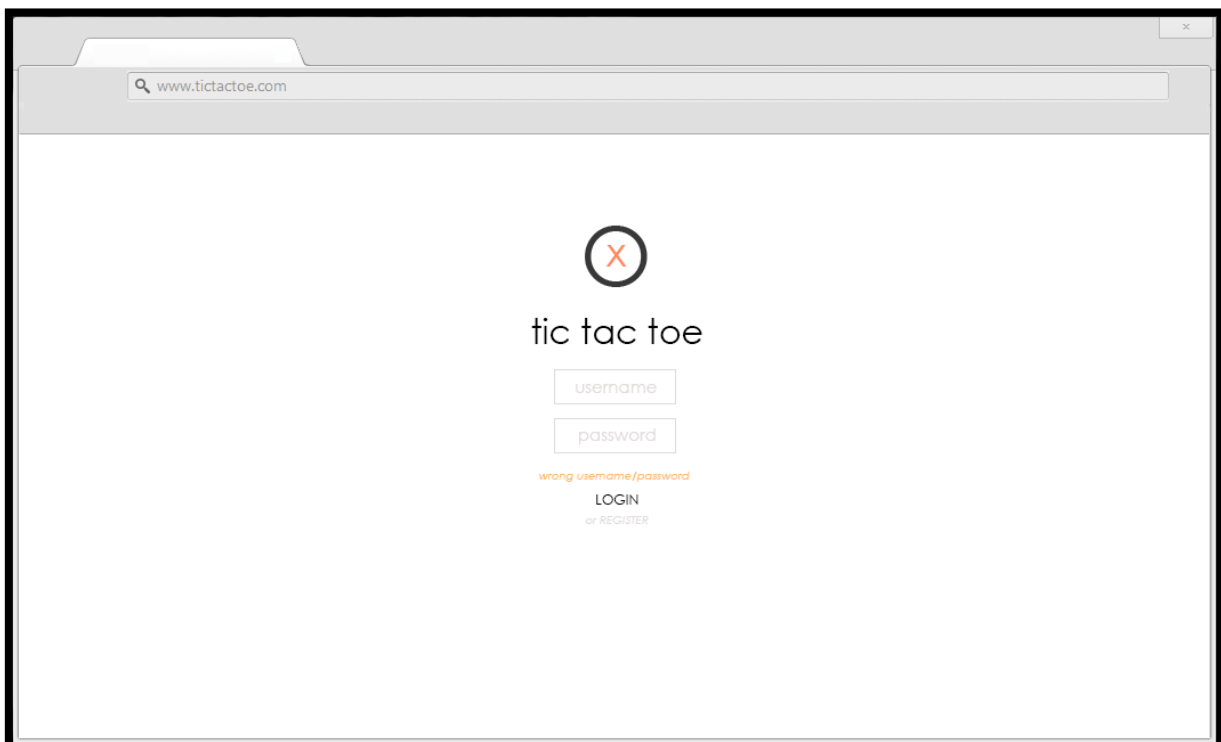 ×
www.tictactoe.com
X
tic tac toe
username
password
wrong username/password
LOGIN
or REGISTER